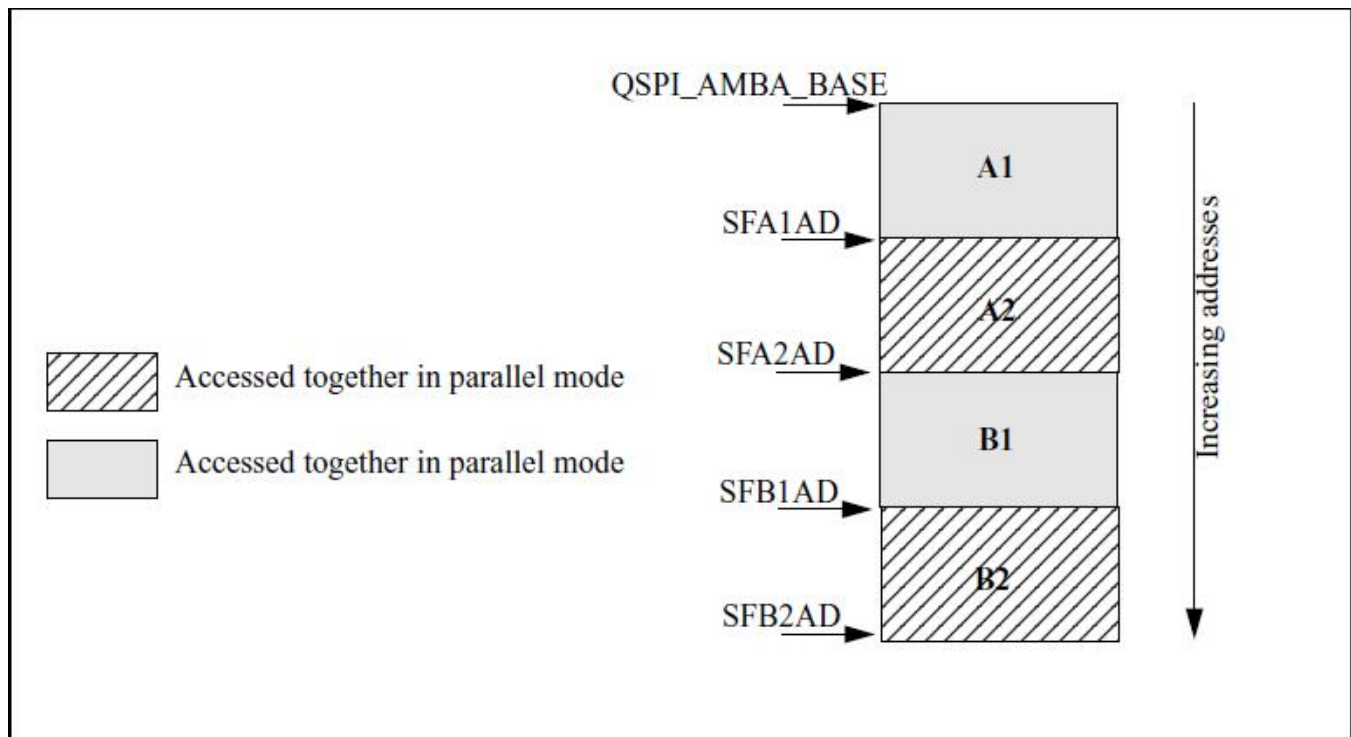 QSPI_AMBA_BASE
A1
SFA1AD
A2
SFA2AD
Accessed together in parallel mode
B1
Accessed together in parallel mode
SFB1AD
B2
SFB2AD
Increasing addresses